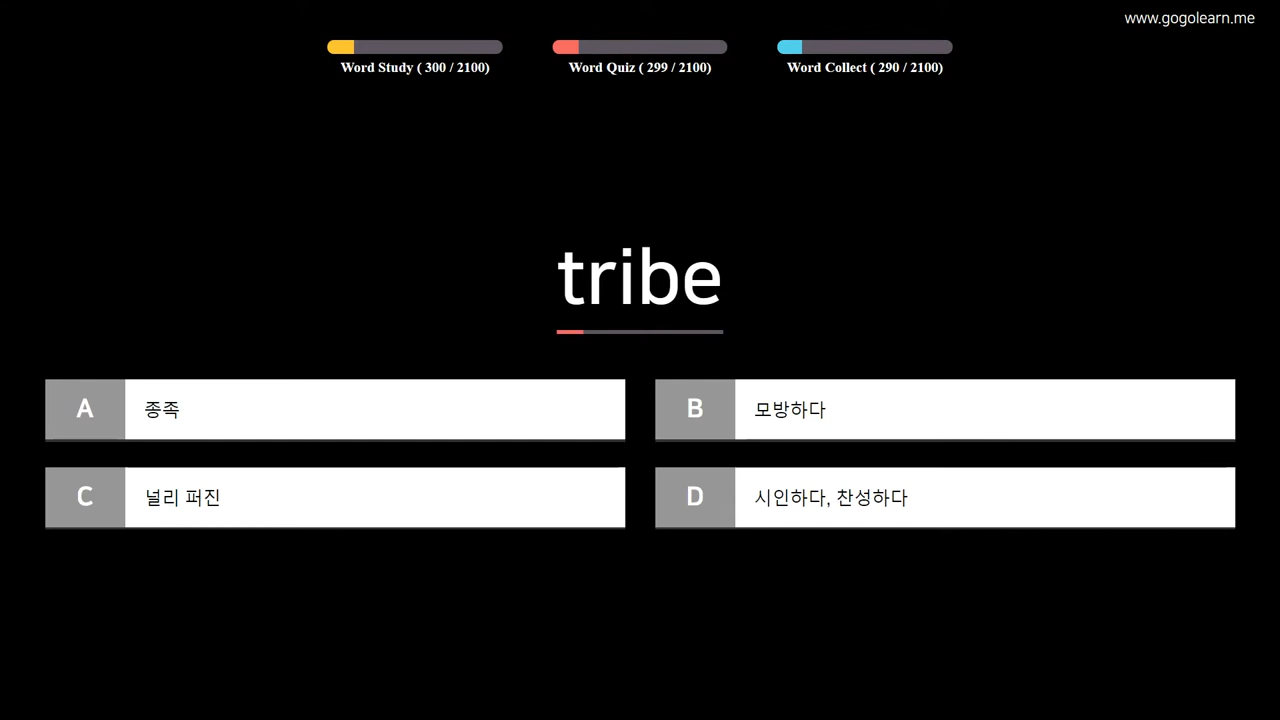 www.gogolearn.me
Word Study ( 300 / 2100)
Word Quiz ( 299 / 2100)
Word Collect ( 290 / 2100)
tribe
A 종족
B 모방하다
C 널리 퍼진
D 시인하다, 찬성하다